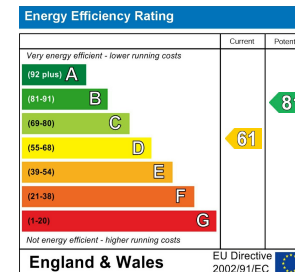 Energy Efficiency Rating
Current
Very energy efficient - lower running costs
(92 plus) A
(81-91) B
(69-80) C
(55-68) D
61
(39-54) E
(21-38) F
(1-20) G
Not energy efficient - higher running costs
England & Wales
EU Directive
2002/91/EC